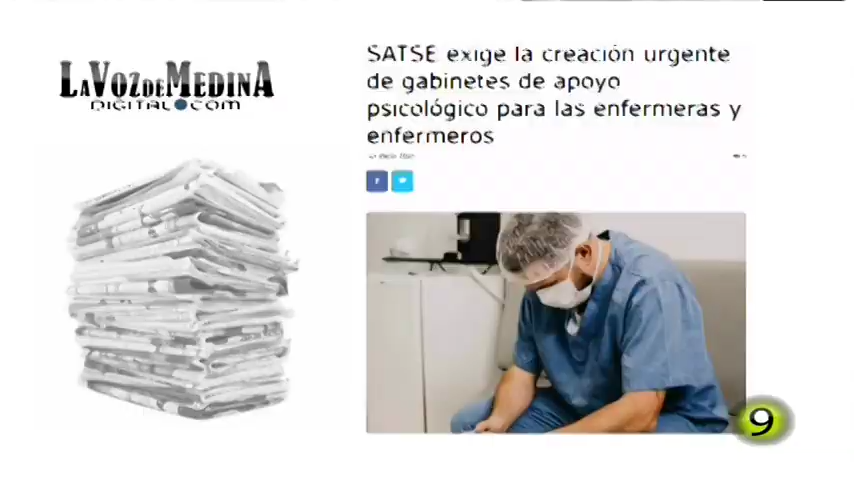 LAVOZDEMEDINA
DIGITAL.COM
SATSE exige la creación urgente
de gabinetes de apoyo
psicológico para las enfermeras y
enfermeros
f
9